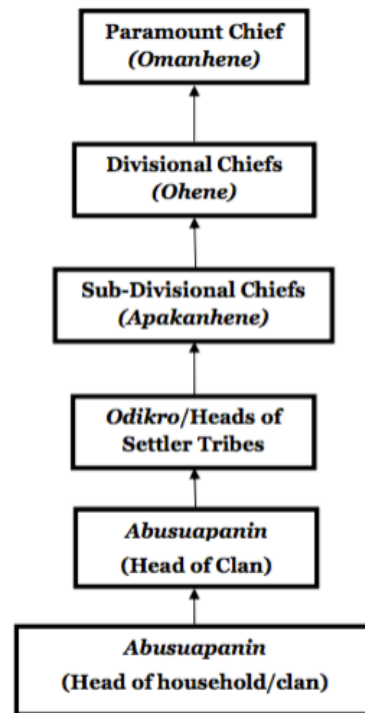 Paramount Chief
(Omanhene)
Divisional Chiefs
(Ohene)
Sub-Divisional Chiefs
(Apakanhene)
Odikro/Heads of
Settler Tribes
Abusuapanin
(Head of Clan)
Abusuapanin
(Head of household/clan)